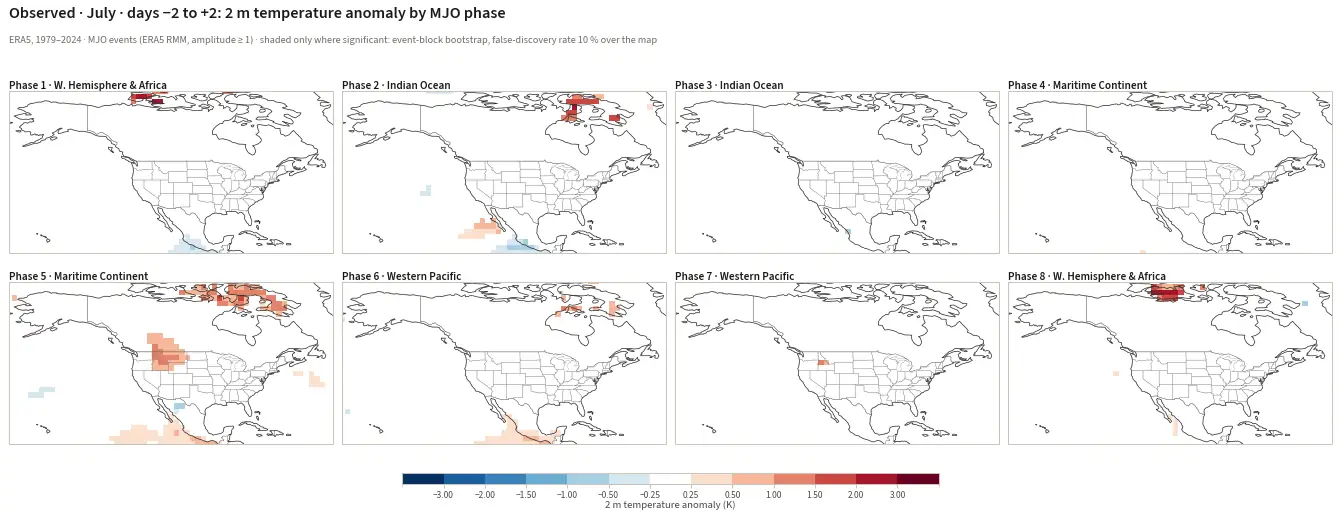 Observed · July · days −2 to +2: 2 m temperature anomaly by MJO phase
ERA5, 1979–2024 · MJO events (ERA5 RMM, amplitude ≥ 1) · shaded only where significant: event-block bootstrap, false-discovery rate 10 % over the map
Phase 1 · W. Hemisphere & Africa
Phase 2 · Indian Ocean
Phase 3 · Indian Ocean
Phase 4 · Maritime Continent
Phase 5 · Maritime Continent
Phase 6 · Western Pacific
Phase 7 · Western Pacific
Phase 8 · W. Hemisphere & Africa
−3.00 −2.00 −1.50 −1.00 −0.50 −0.25 0.25 0.50 1.00 1.50 2.00 3.00
2 m temperature anomaly (K)